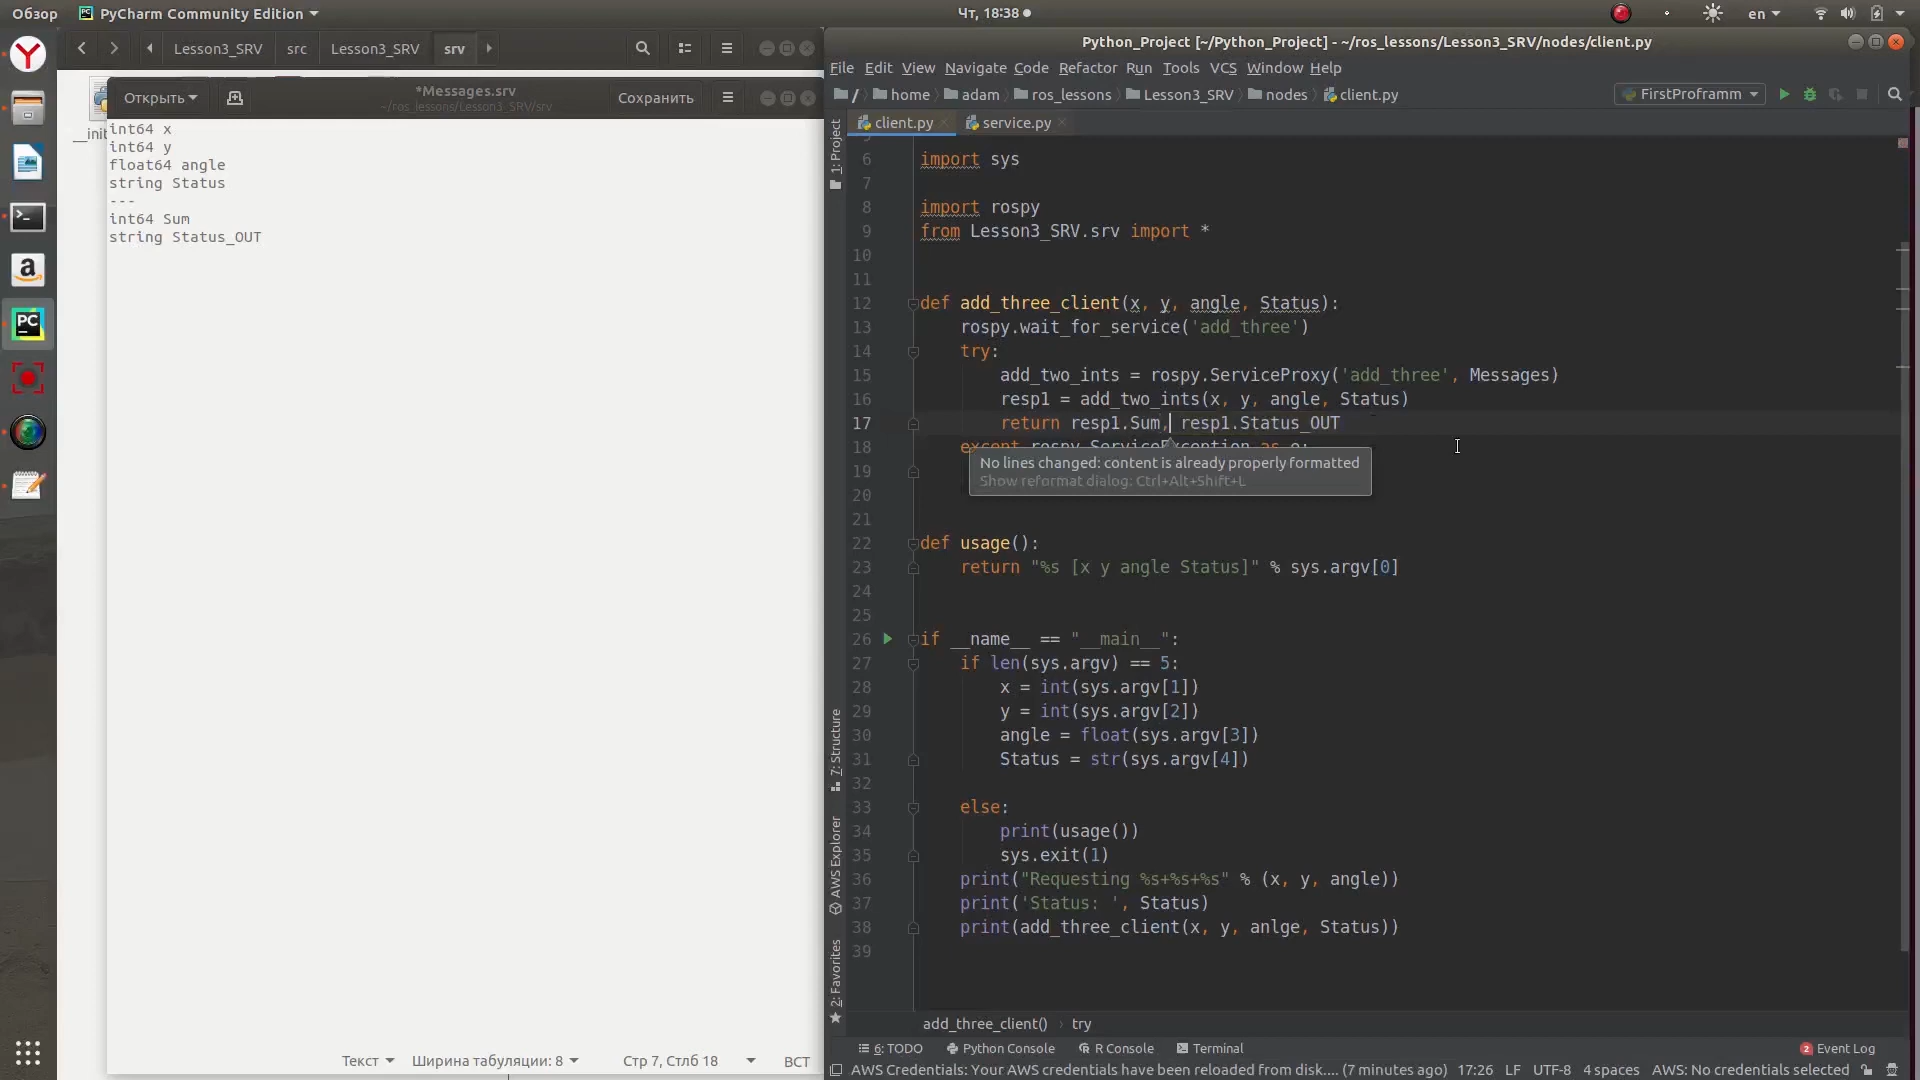 Обзор
PyCharm Community Edition
Чт, 18:38
en
Lesson3_SRV
src
Lesson3_SRV
srv
Открыть
*Messages.srv
~/ros_lessons/Lesson3_SRV/srv
Сохранить
__init
int64 x
int64 y
float64 angle
string Status
---
int64 Sum
string Status_OUT
Текст
Ширина табуляции: 8
Стр 7, Стлб 18
ВСТ
Python_Project [~/Python_Project] - ~/ros_lessons/Lesson3_SRV/nodes/client.py
File Edit View Navigate Code Refactor Run Tools VCS Window Help
/ home adam ros_lessons Lesson3_SRV nodes client.py
FirstProframm
client.py
service.py
1: Project
7: Structure
AWS Explorer
2: Favorites
6 import sys
7
8 import rospy
9 from Lesson3_SRV.srv import *
10
11
12 def add_three_client(x, y, angle, Status):
13 rospy.wait_for_service('add_three')
14 try:
15 add_two_ints = rospy.ServiceProxy('add_three', Messages)
16 resp1 = add_two_ints(x, y, angle, Status)
17 return resp1.Sum, resp1.Status_OUT
18 except rospy.ServiceException as e:
No lines changed: content is already properly formatted
Show reformat dialog: Ctrl+Alt+Shift+L
19
20
21
22 def usage():
23 return "%s [x y angle Status]" % sys.argv[0]
24
25
26 if __name__ == "__main__":
27 if len(sys.argv) == 5:
28 x = int(sys.argv[1])
29 y = int(sys.argv[2])
30 angle = float(sys.argv[3])
31 Status = str(sys.argv[4])
32
33 else:
34 print(usage())
35 sys.exit(1)
36 print("Requesting %s+%s+%s" % (x, y, angle))
37 print('Status: ', Status)
38 print(add_three_client(x, y, anlge, Status))
39
add_three_client() › try
6: TODO
Python Console
R Console
Terminal
2 Event Log
AWS Credentials: Your AWS credentials have been reloaded from disk.... (7 minutes ago)
17:26 LF UTF-8 4 spaces AWS: No credentials selected